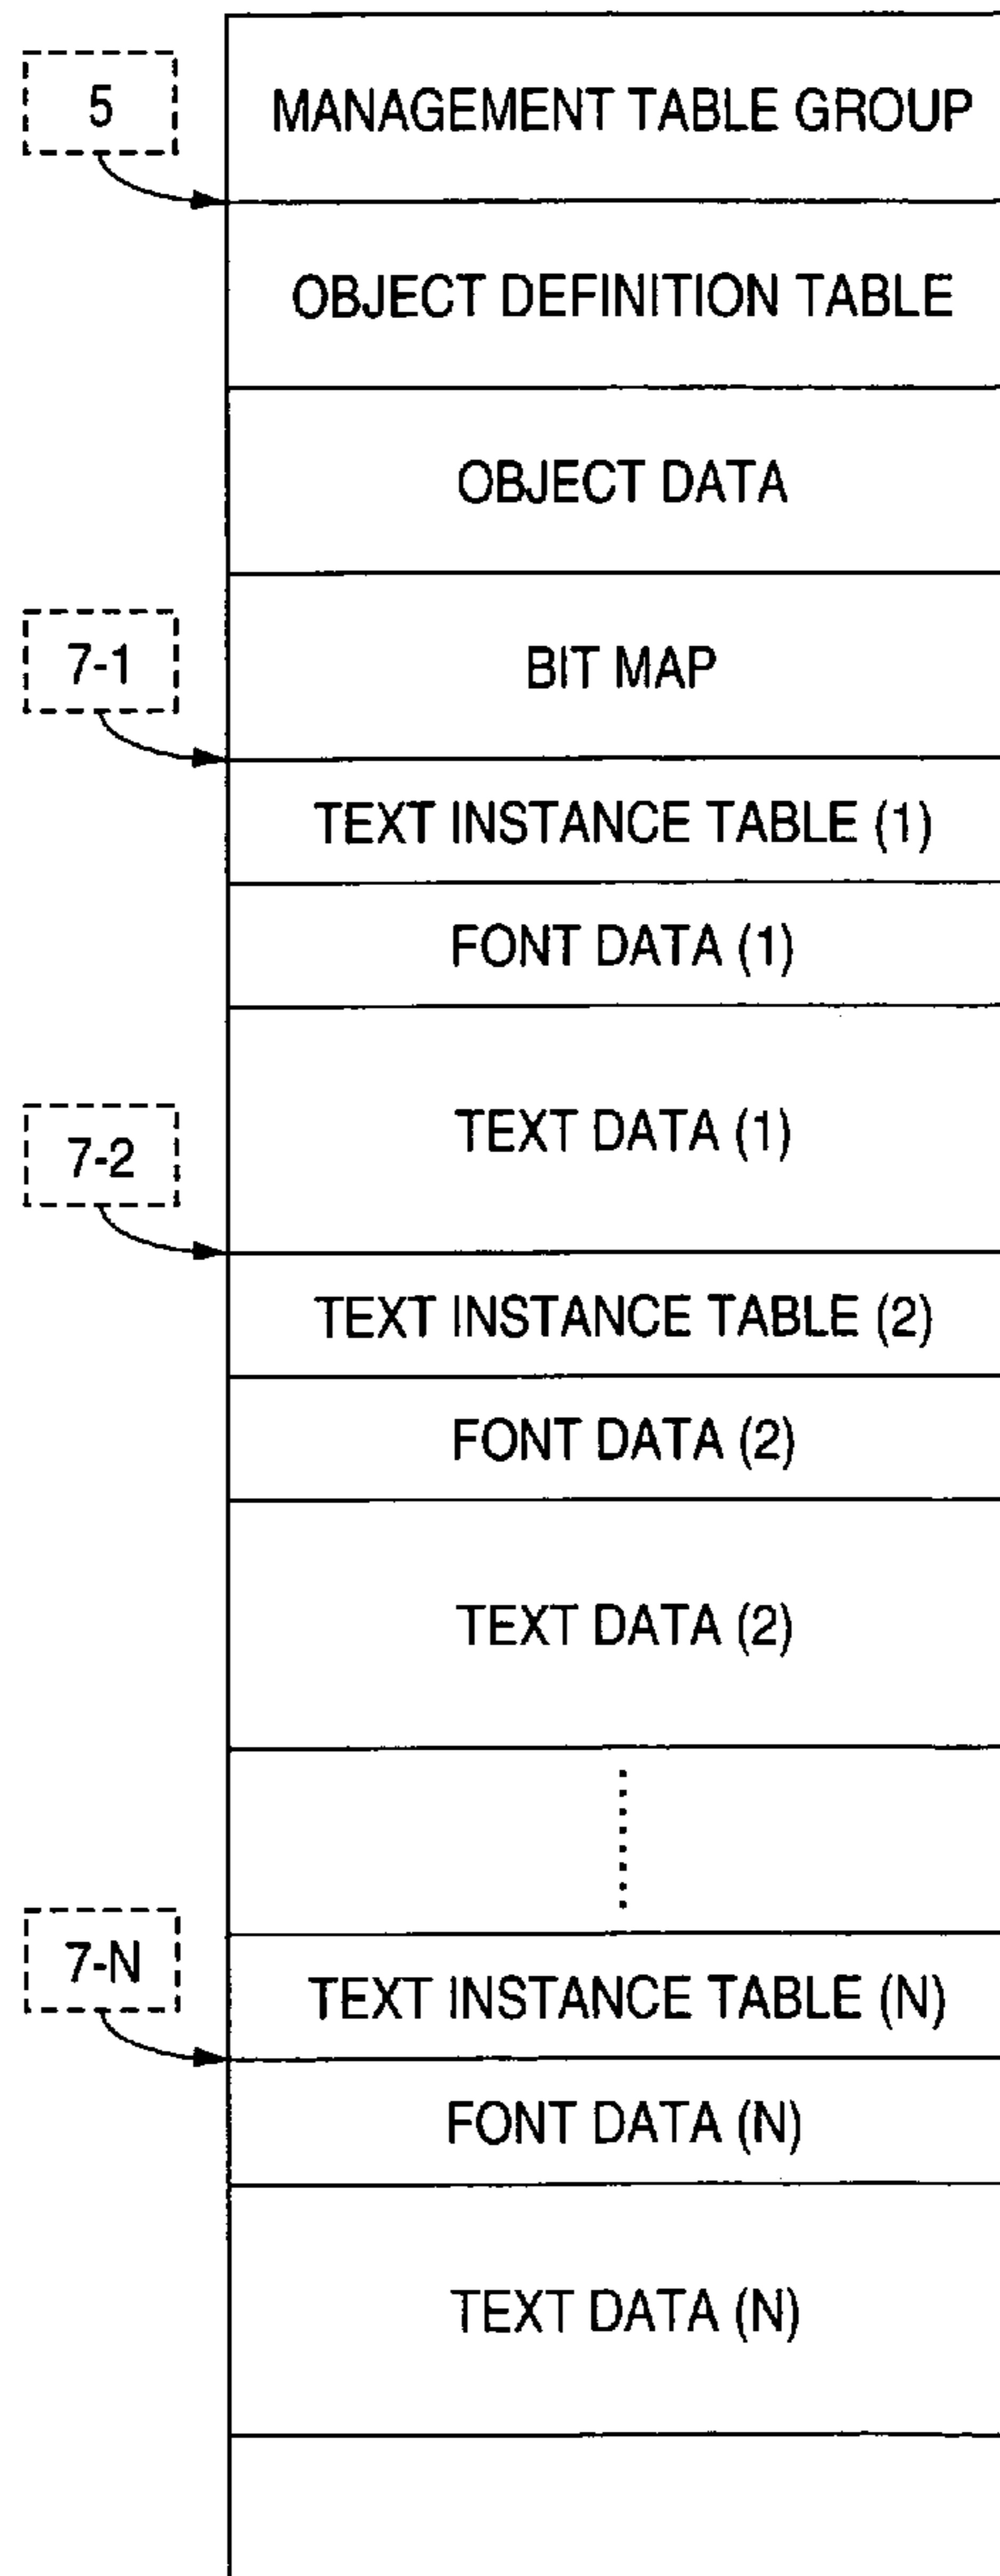 5
MANAGEMENT TABLE GROUP
OBJECT DEFINITION TABLE
OBJECT DATA
7-1
BIT MAP
TEXT INSTANCE TABLE (1)
FONT DATA (1)
7-2
TEXT DATA (1)
TEXT INSTANCE TABLE (2)
FONT DATA (2)
TEXT DATA (2)
7-N
TEXT INSTANCE TABLE (N)
FONT DATA (N)
TEXT DATA (N)